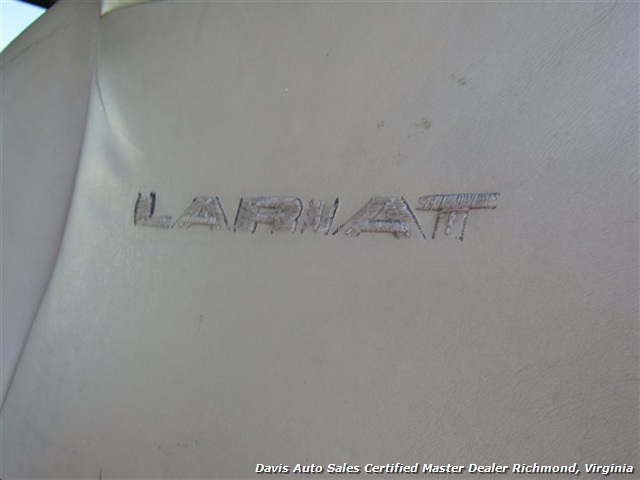 LARIAT
Davis Auto Sales Certified Master Dealer Richmond, Virginia